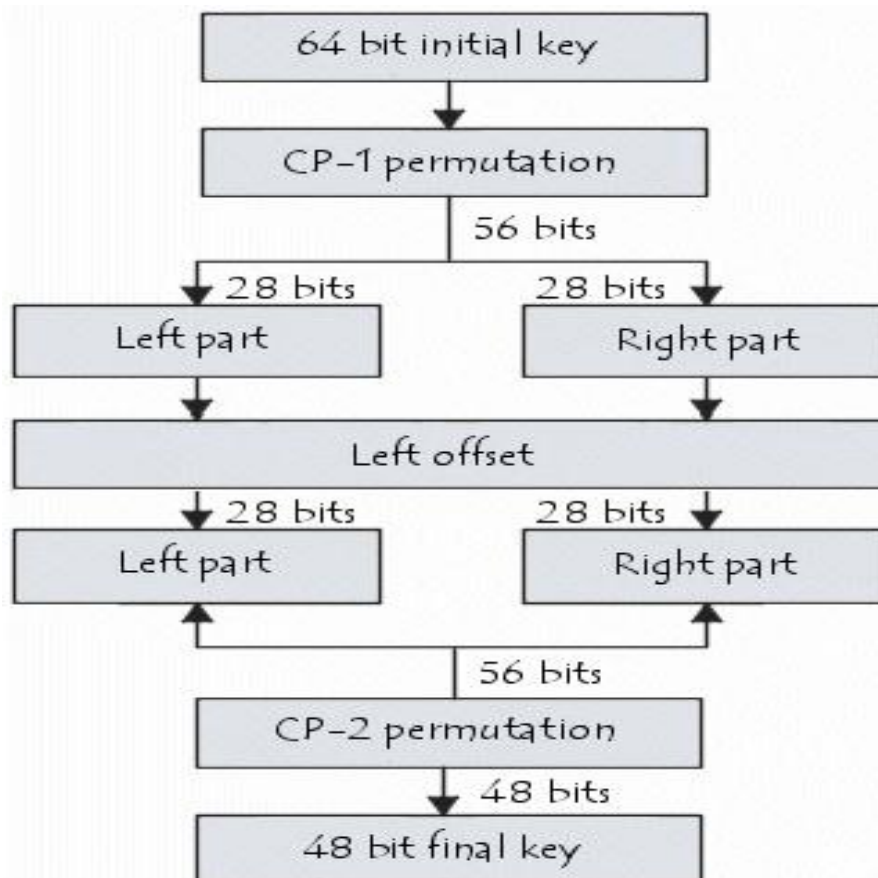 64 bit initial key
CP-1 permutation
56 bits
28 bits
28 bits
Left part
Right part
Left offset
28 bits
28 bits
Left part
Right part
56 bits
CP-2 permutation
48 bits
48 bit final key